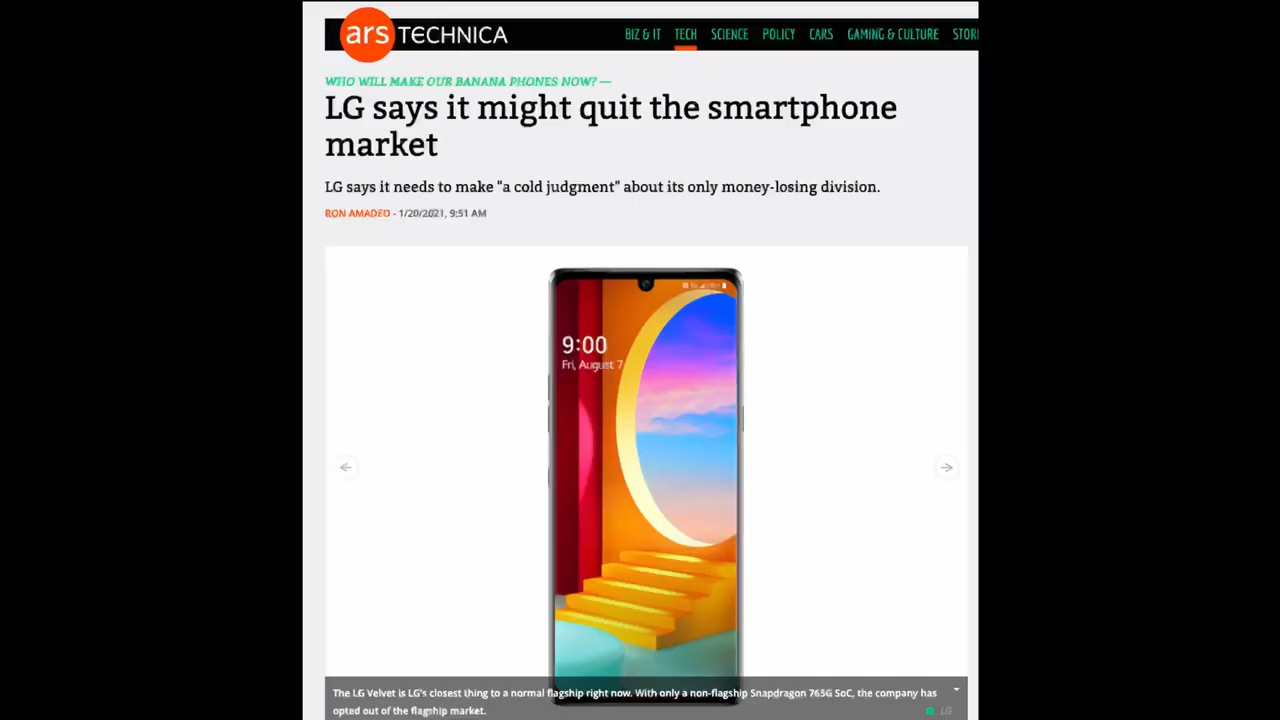 ars TECHNICA
BIZ & IT TECH SCIENCE POLICY CARS GAMING & CULTURE STORI
WHO WILL MAKE OUR BANANA PHONES NOW? —
LG says it might quit the smartphone
market
LG says it needs to make "a cold judgment" about its only money-losing division.
RON AMADEO - 1/20/2021, 9:51 AM
9:00
Fri, August 7
The LG Velvet is LG's closest thing to a normal flagship right now. With only a non-flagship Snapdragon 765G SoC, the company has
opted out of the flagship market.
LG